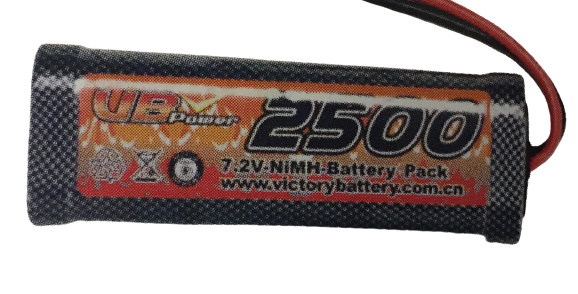 VB Power
2500
7.2V-NiMH-Battery Pack
www.victorybattery.com.cn